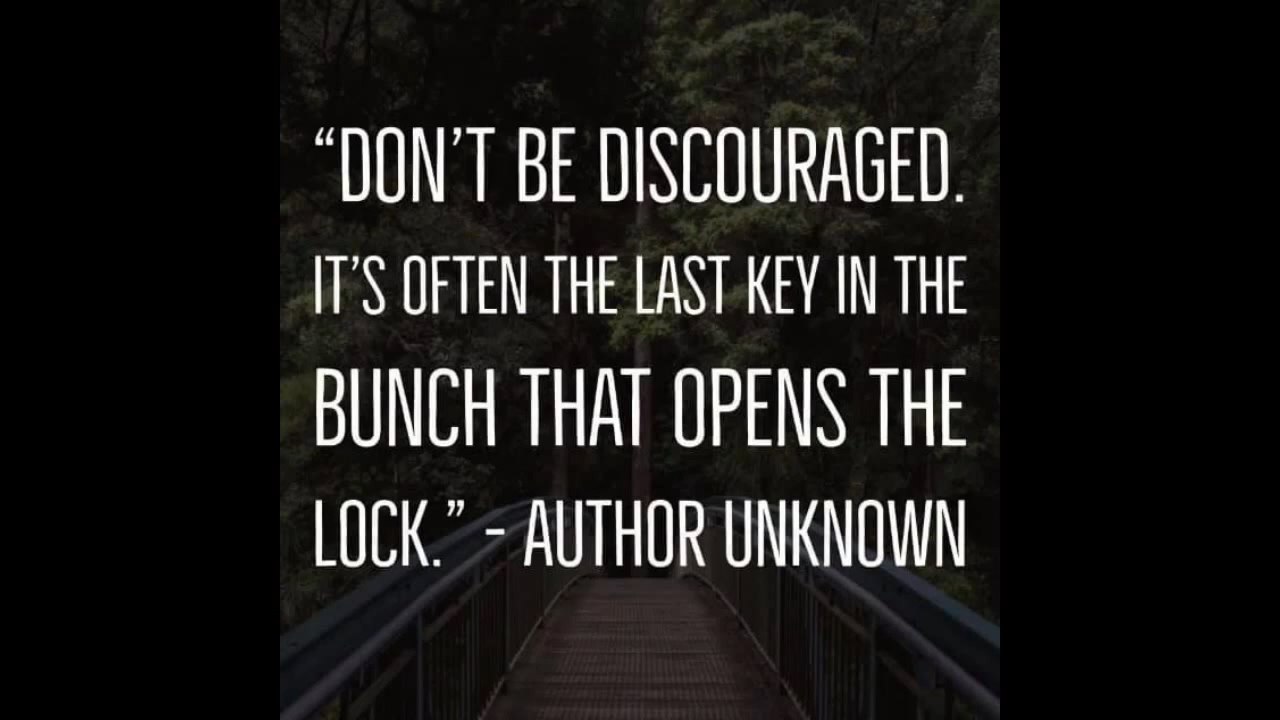 “DON’T BE DISCOURAGED.
IT’S OFTEN THE LAST KEY IN THE
BUNCH THAT OPENS THE
LOCK.” - AUTHOR UNKNOWN